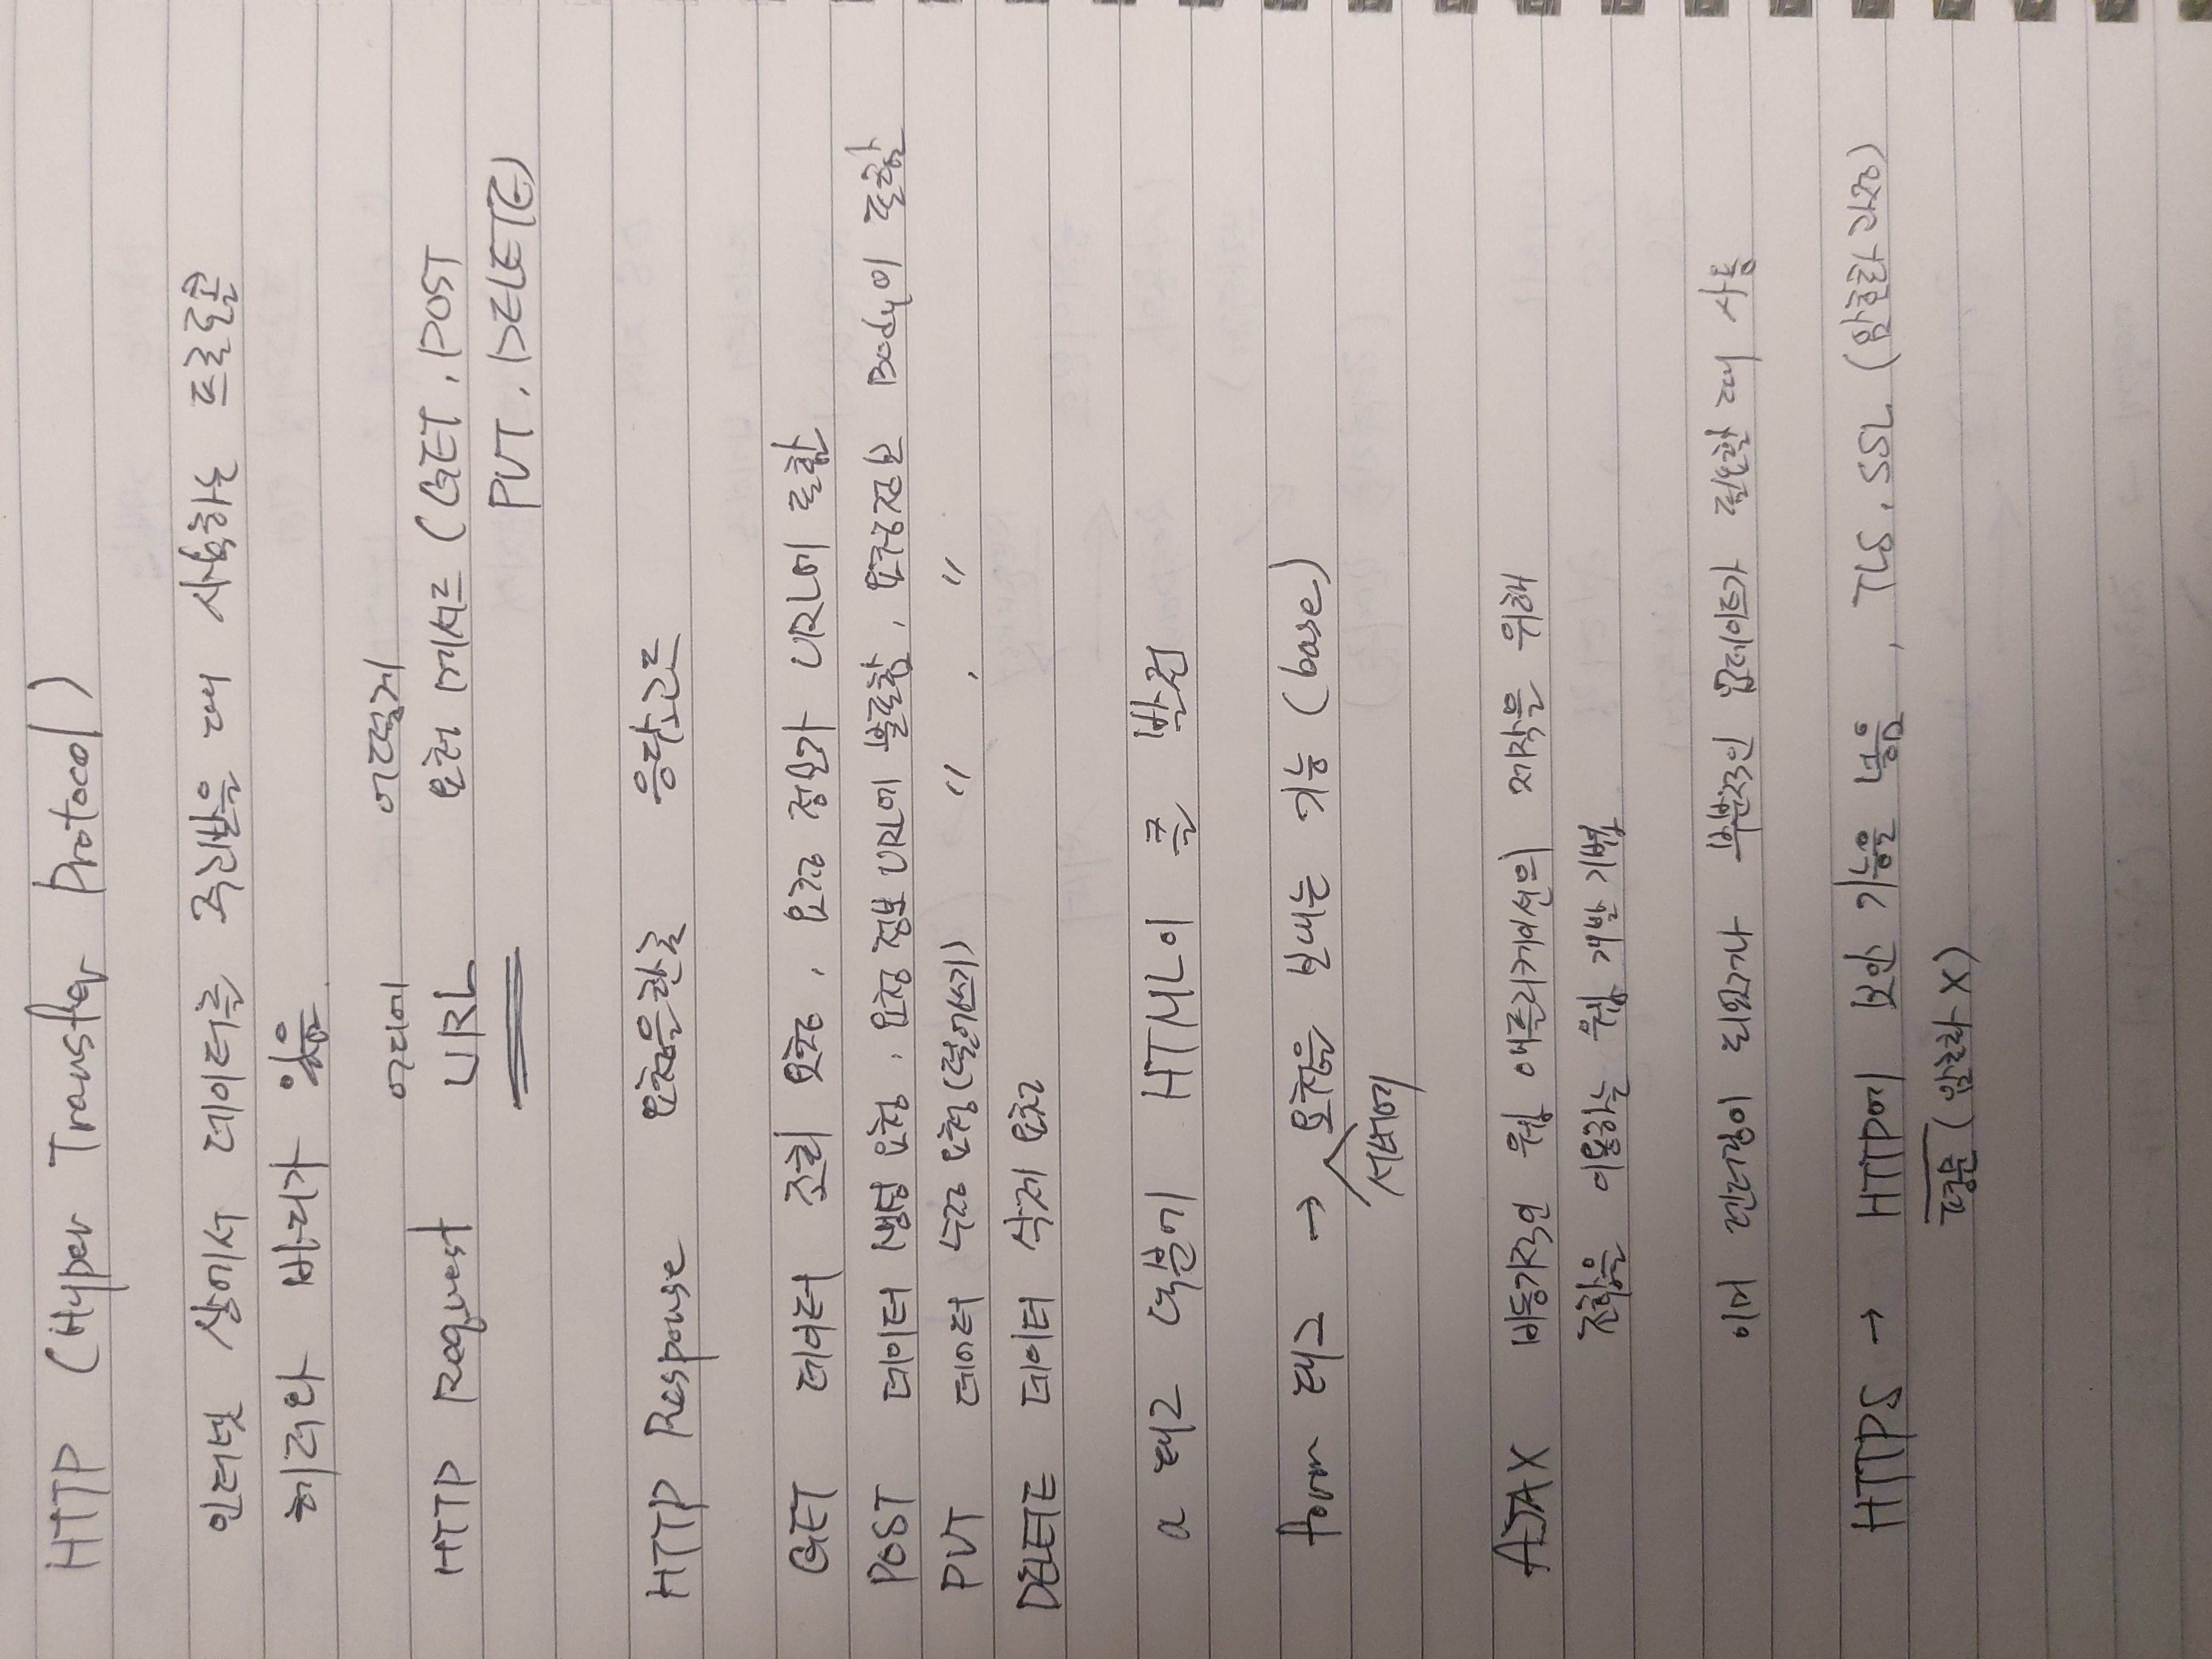 HTTP (Hyper Transfer Protocol)
인터넷 상에서 데이터를 주고받을 때 사용하는 프로토콜
헤더와 바디가 있음
어디에 어떻게
HTTP Request URL 요청 메서드 (GET, POST
PUT, DELETE)
HTTP Response 요청을한곳 응답코드
GET 데이터 조회 요청, 요청 정보가 URL에 포함
POST 데이터 생성 요청, 요청 정보 URL에 불포함, 요청정보 Body에 포함
PUT 데이터 수정 요청(덮어쓰기) " , "
DELETE 데이터 삭제 요청
a 태그 덕분에 HTML이 큰 발전
form 태그 → 요청을 보내는 기능 (base)
서버에
AJAX 비동기적인 웹 애플리케이션의 제작을 위해
조합을 이용하는 웹 개발 기법
이미 렌더링이 되었거나 부분적인 업데이트가 필요할 때 사용
HTTPS → HTTP에 보안 기능을 넣음, TLS, SSL (암호화 과정)
평문 (암호화 X)